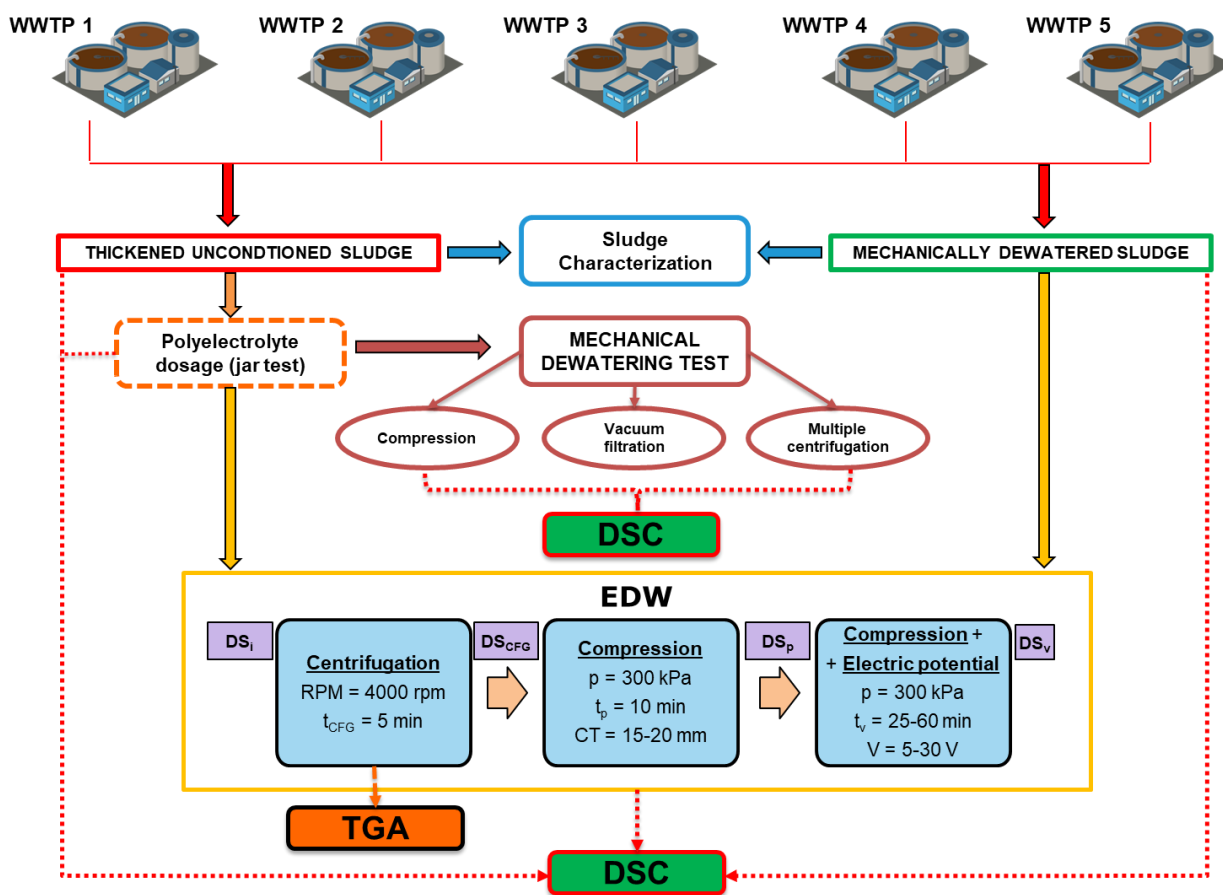 WWTP 1
WWTP 2
WWTP 3
WWTP 4
WWTP 5
THICKENED UNCONDTIONED SLUDGE
Sludge
Characterization
MECHANICALLY DEWATERED SLUDGE
Polyelectrolyte
dosage (jar test)
MECHANICAL
DEWATERING TEST
Compression
Vacuum
filtration
Multiple
centrifugation
DSC
EDW
DSi
Centrifugation
RPM = 4000 rpm
tCFG = 5 min
DSCFG
Compression
p = 300 kPa
tp = 10 min
CT = 15-20 mm
DSp
Compression +
+ Electric potential
p = 300 kPa
tv = 25-60 min
V = 5-30 V
DSv
TGA
DSC